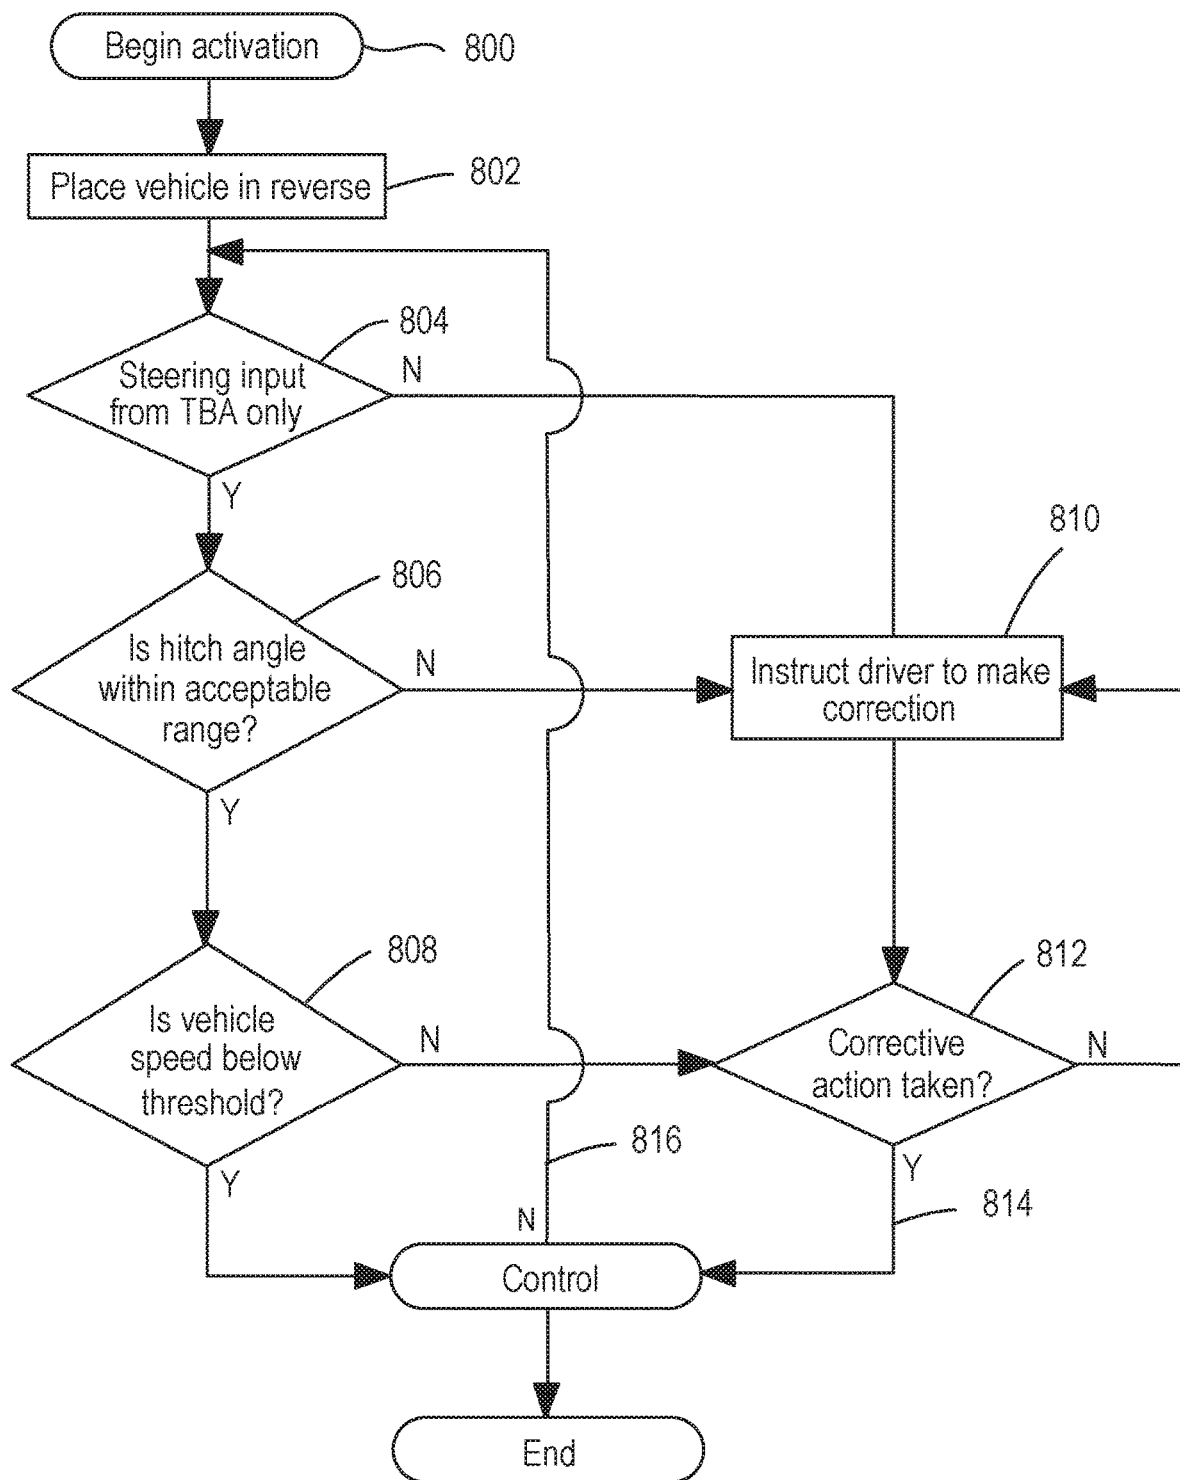 Begin activation
800
Place vehicle in reverse
802
804
Steering input
from TBA only
N
Y
806
Is hitch angle
within acceptable
range?
N
Y
810
Instruct driver to make
correction
808
Is vehicle
speed below
threshold?
N
Y
812
Corrective
action taken?
N
Y
816
814
N
Control
End